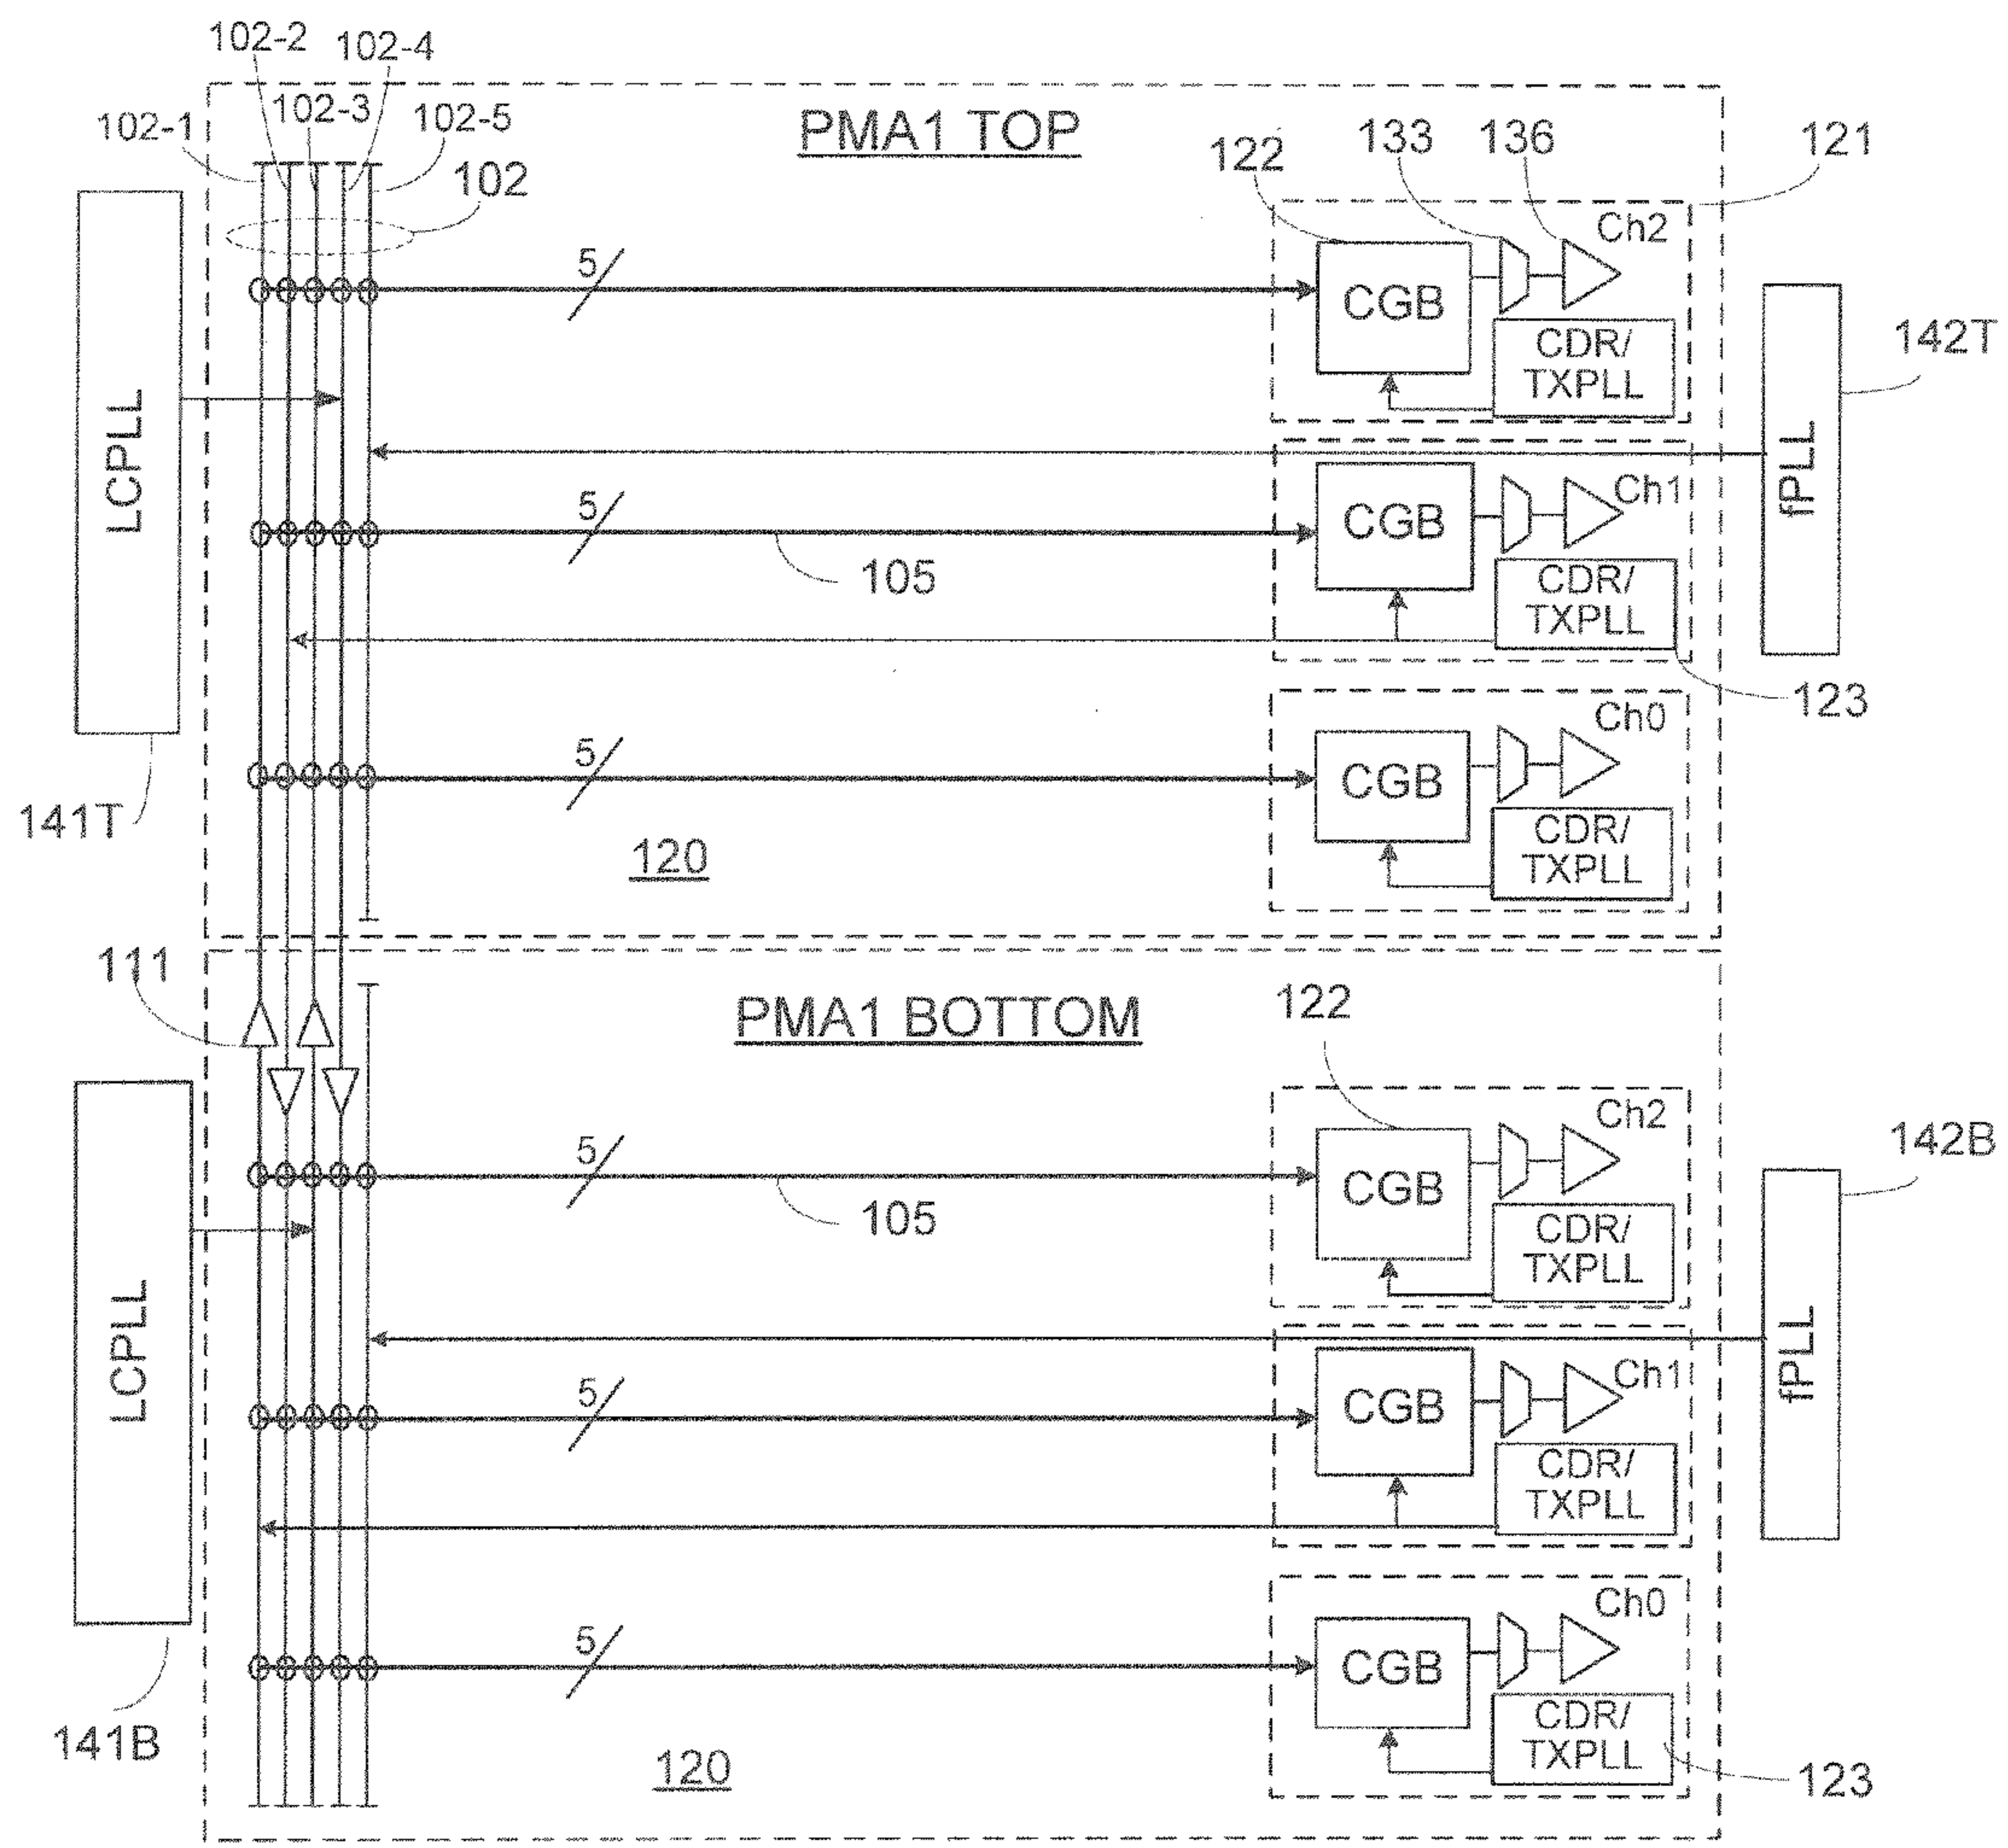 102-2
102-4
102-3
102-1
102-5
PMA1 TOP
133
136
121
122
102
Ch2
5
CGB
CDR/
TXPLL
142T
LCPLL
fPLL
Ch1
5
CGB
105
CDR/
TXPLL
123
Ch0
5
CGB
141T
CDR/
TXPLL
120
111
PMA1 BOTTOM
122
Ch2
142B
5
CGB
105
CDR/
TXPLL
LCPLL
fPLL
Ch1
5
CGB
CDR/
TXPLL
Ch0
5
CGB
141B
CDR/
TXPLL
120
123